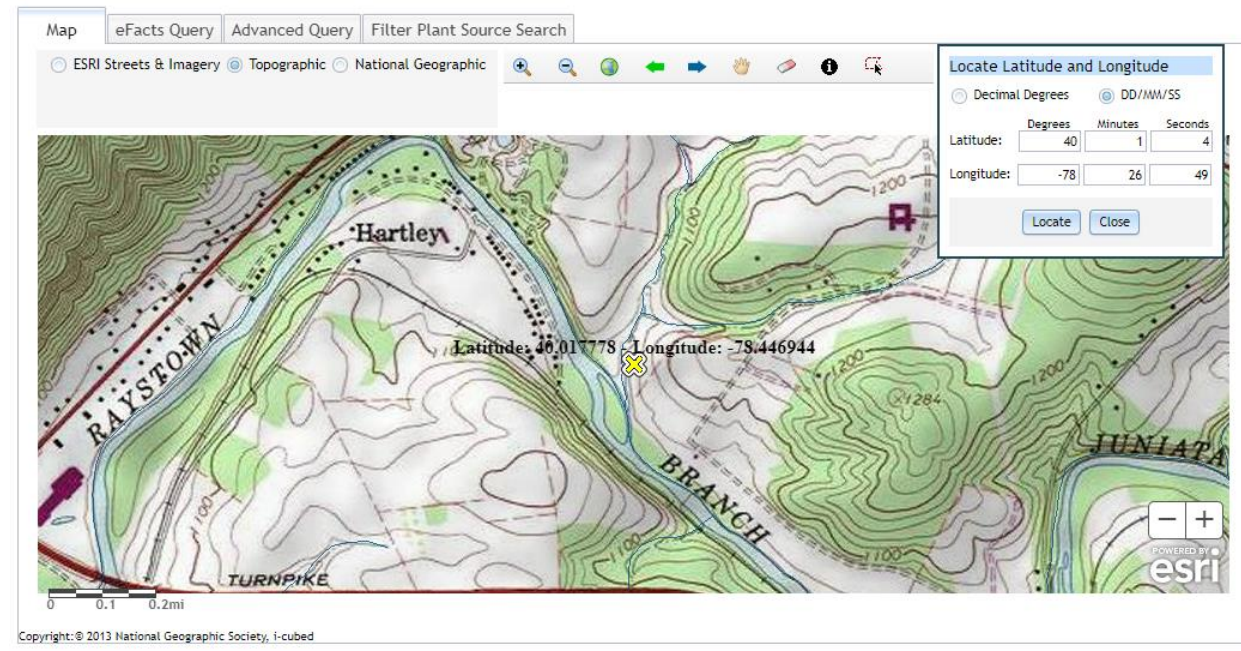 Map eFacts Query Advanced Query Filter Plant Source Search
ESRI Streets & Imagery Topographic National Geographic
Locate Latitude and Longitude
Decimal Degrees DD/MM/SS
Degrees Minutes Seconds
Latitude: 40 1 4
Longitude: -78 26 49
Locate Close
1200
1200
1100
Hartley
Latitude: 40.017778 - Longitude: -78.446944
RAYSTOWN
1200
1200
1284
JUNIATA
BRANCH
1100
1100
1100
TURNPIKE
POWERED BY
esri
0 0.1 0.2mi
Copyright:© 2013 National Geographic Society, i-cubed